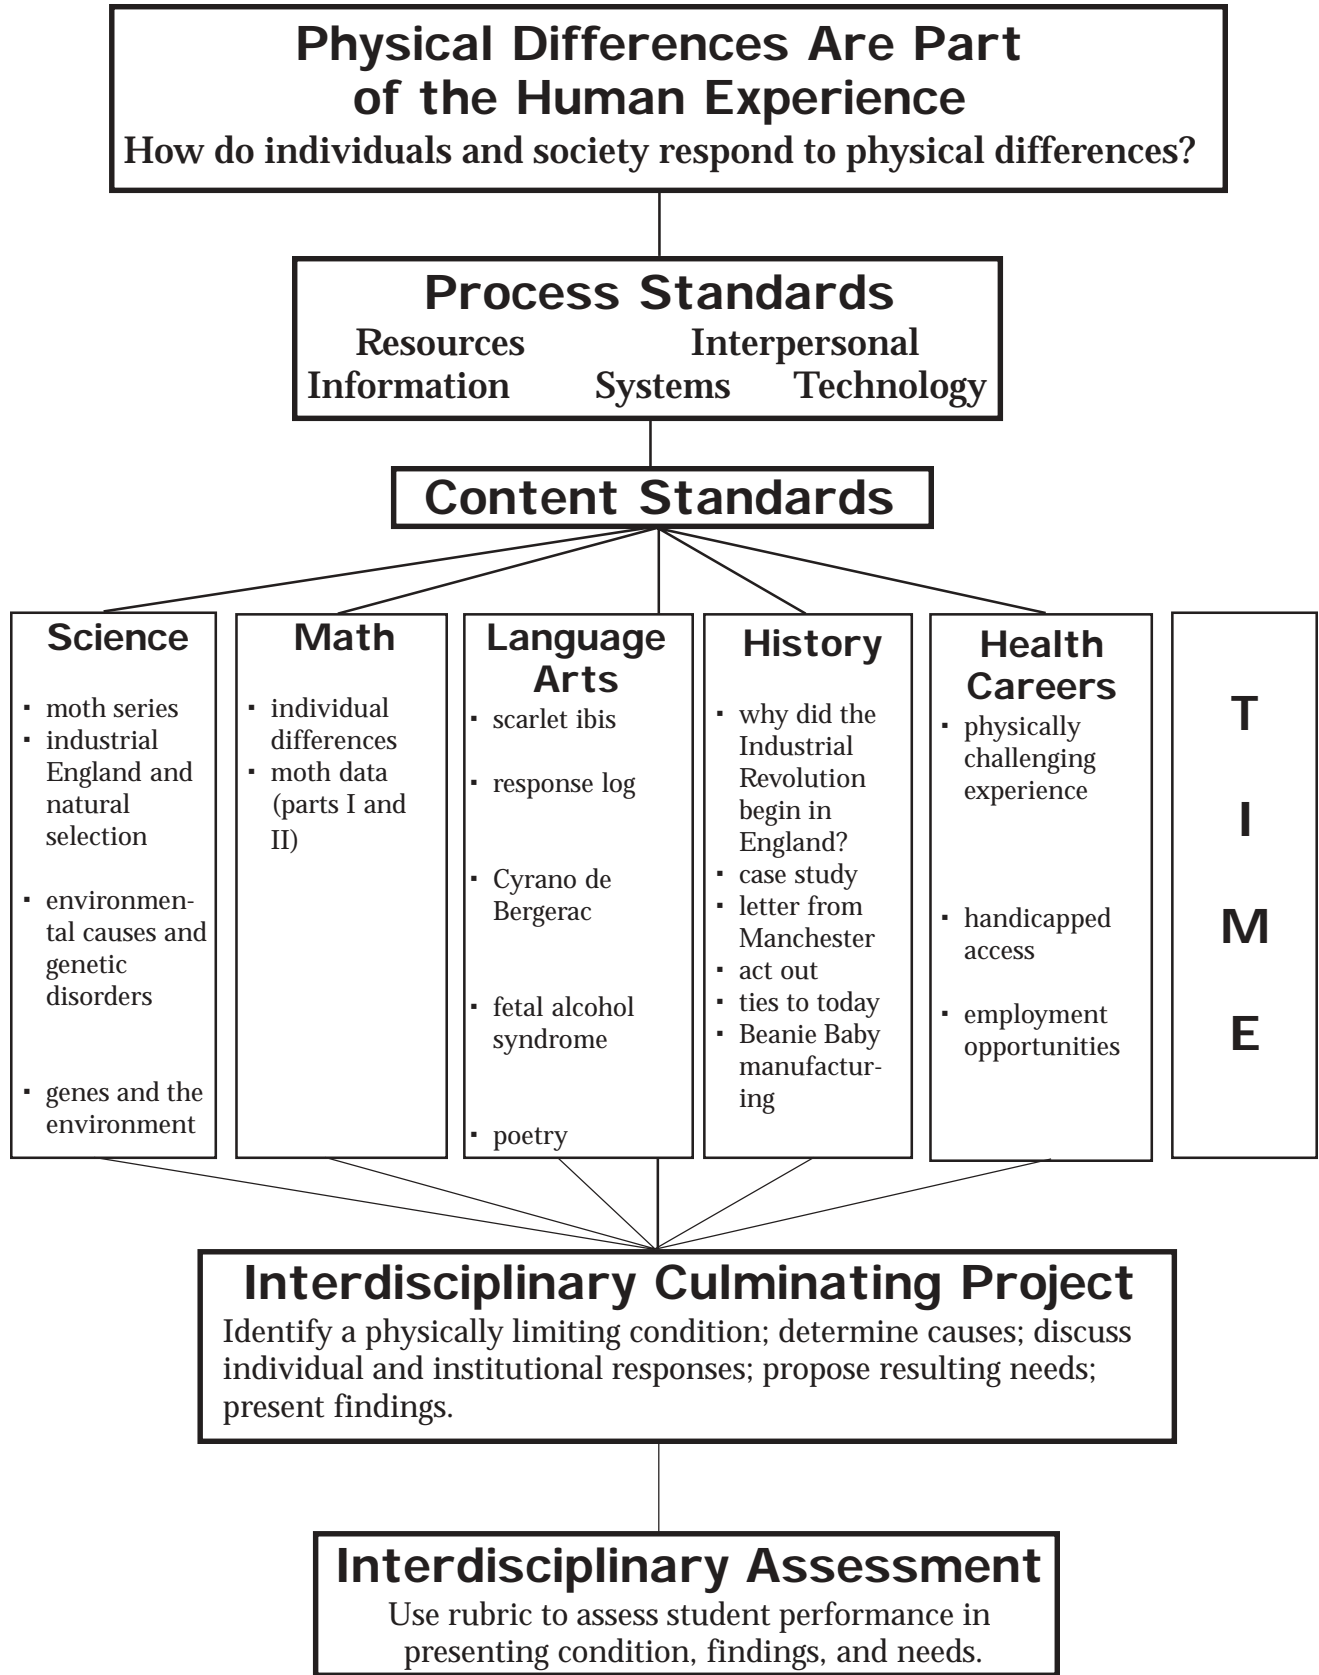 Physical Differences Are Part
of the Human Experience
How do individuals and society respond to physical differences?
Process Standards
Resources Interpersonal
Information Systems Technology
Content Standards
Science
▪ moth series
▪ industrial
England and
natural
selection
▪ environmen-
tal causes and
genetic
disorders
▪ genes and the
environment
Math
▪ individual
differences
▪ moth data
(parts I and
II)
Language
Arts
▪ scarlet ibis
▪ response log
▪ Cyrano de
Bergerac
▪ fetal alcohol
syndrome
▪ poetry
History
▪ why did the
Industrial
Revolution
begin in
England?
▪ case study
▪ letter from
Manchester
▪ act out
▪ ties to today
▪ Beanie Baby
manufactur-
ing
Health
Careers
▪ physically
challenging
experience
▪ handicapped
access
▪ employment
opportunities
T
I
M
E
Interdisciplinary Culminating Project
Identify a physically limiting condition; determine causes; discuss
individual and institutional responses; propose resulting needs;
present findings.
Interdisciplinary Assessment
Use rubric to assess student performance in
presenting condition, findings, and needs.